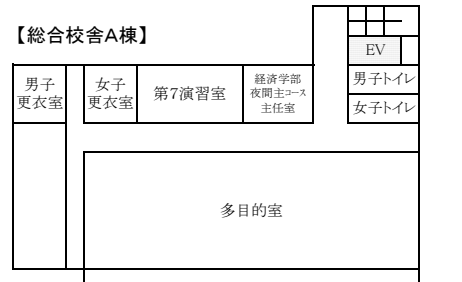 【総合校舎A棟】
EV
男子
更衣室
女子
更衣室
第7演習室
経済学部
夜間主コース
主任室
男子トイレ
女子トイレ
多目的室